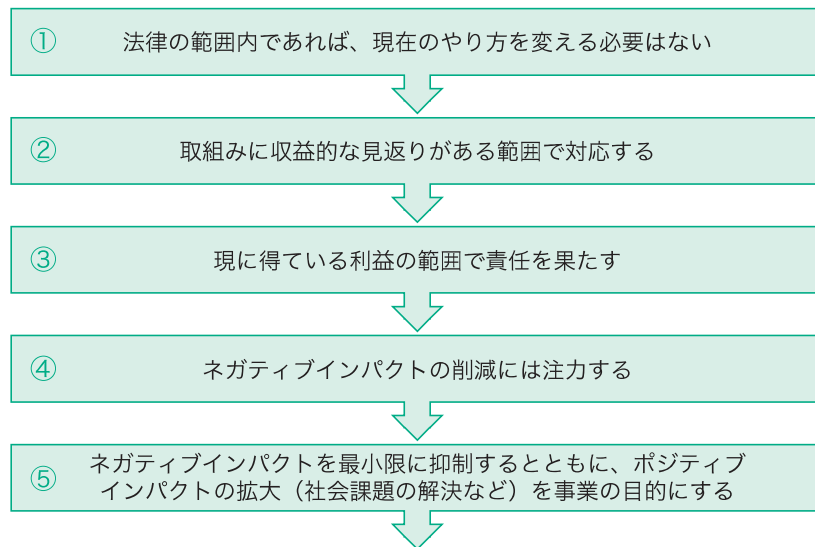 ① 法律の範囲内であれば、現在のやり方を変える必要はない
② 取組みに収益的な見返りがある範囲で対応する
③ 現に得ている利益の範囲で責任を果たす
④ ネガティブインパクトの削減には注力する
⑤ ネガティブインパクトを最小限に抑制するとともに、ポジティブ
インパクトの拡大（社会課題の解決など）を事業の目的にする